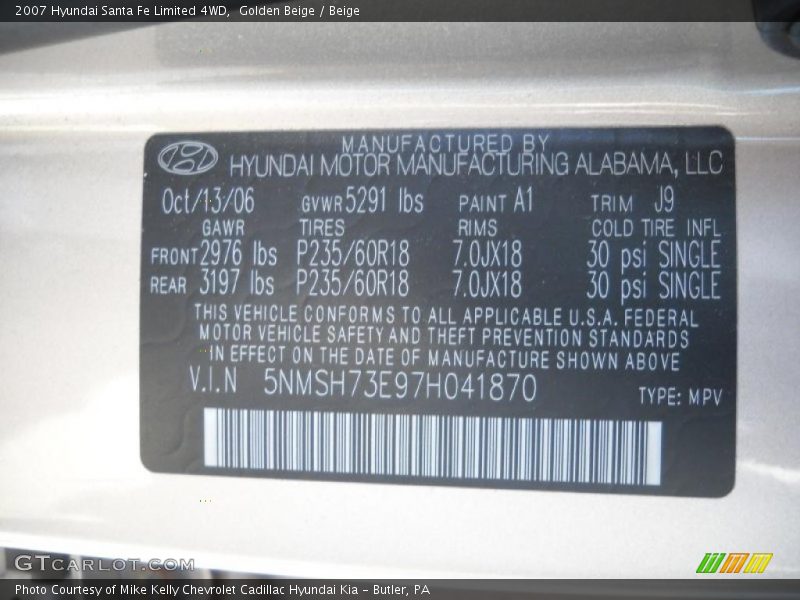 2007 Hyundai Santa Fe Limited 4WD,  Golden Beige / Beige
MANUFACTURED BY
HYUNDAI MOTOR MANUFACTURING ALABAMA, LLC
Oct/13/06 GVWR 5291 lbs PAINT A1 TRIM J9
GAWR TIRES RIMS COLD TIRE INFL
FRONT 2976 lbs P235/60R18 7.0JX18 30 psi SINGLE
REAR 3197 lbs P235/60R18 7.0JX18 30 psi SINGLE
THIS VEHICLE CONFORMS TO ALL APPLICABLE U.S.A. FEDERAL
MOTOR VEHICLE SAFETY AND THEFT PREVENTION STANDARDS
IN EFFECT ON THE DATE OF MANUFACTURE SHOWN ABOVE
V.I.N 5NMSH73E97H041870
TYPE: MPV
GTCARLOT.COM
Photo Courtesy of Mike Kelly Chevrolet Cadillac Hyundai Kia - Butler, PA